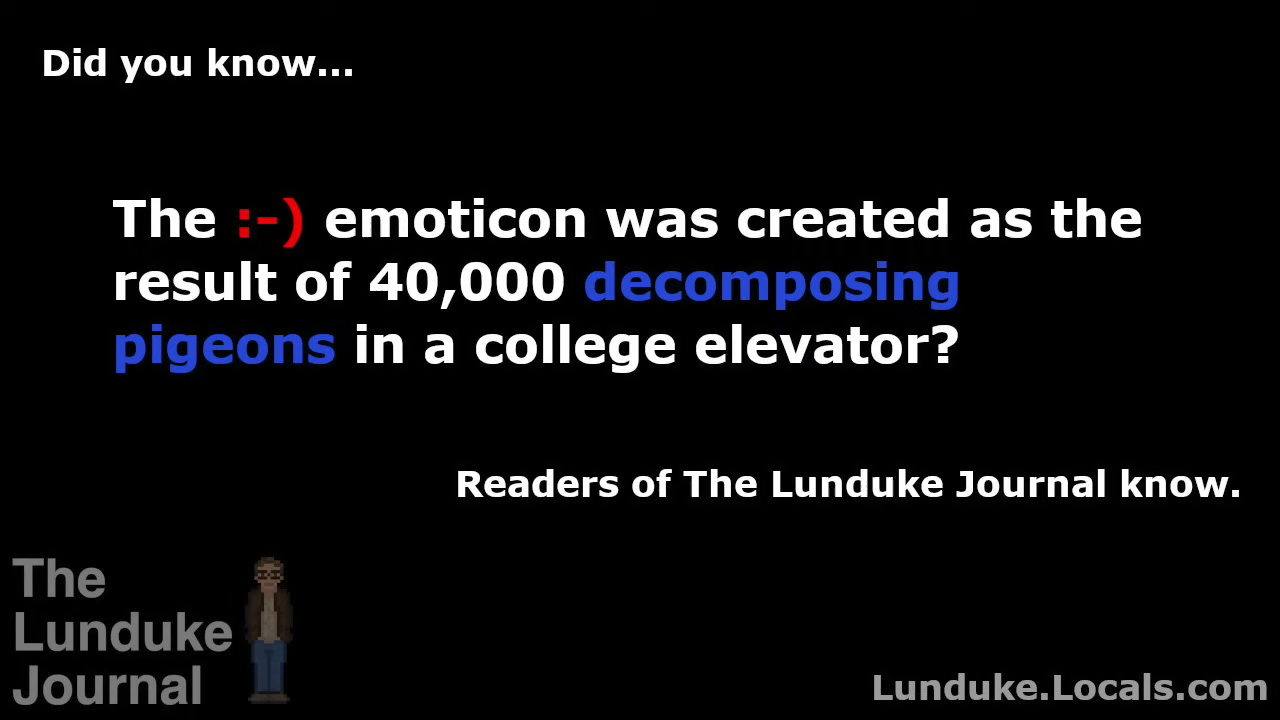 Did you know...
The :-) emoticon was created as the
result of 40,000 decomposing
pigeons in a college elevator?
Readers of The Lunduke Journal know.
The
Lunduke
Journal
Lunduke.Locals.com